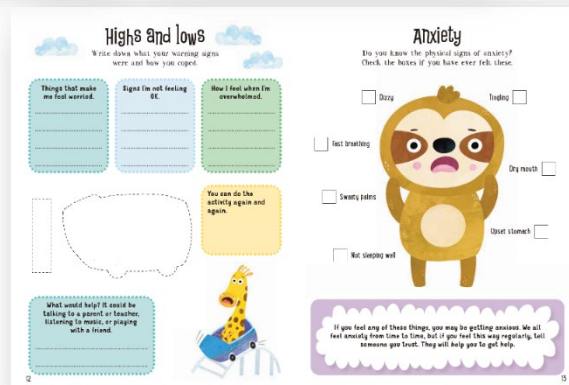 Highs and lows
Write down what your warning signs
were and how you coped.
Things that make
me feel worried.
Signs I'm not feeling
OK.
How I feel when I'm
overwhelmed.
You can do the
activity again and
again.
What would help? It could be
talking to a parent or teacher,
listening to music, or playing
with a friend.
12
Anxiety
Do you know the physical signs of anxiety?
Check the boxes if you have ever felt these.
Dizzy
Tingling
Fast breathing
Dry mouth
Sweaty palms
Upset stomach
Not sleeping well
If you feel any of these things, you may be getting anxious. We all
feel anxiety from time to time, but if you feel this way regularly, tell
someone you trust. They will help you to get help.
13